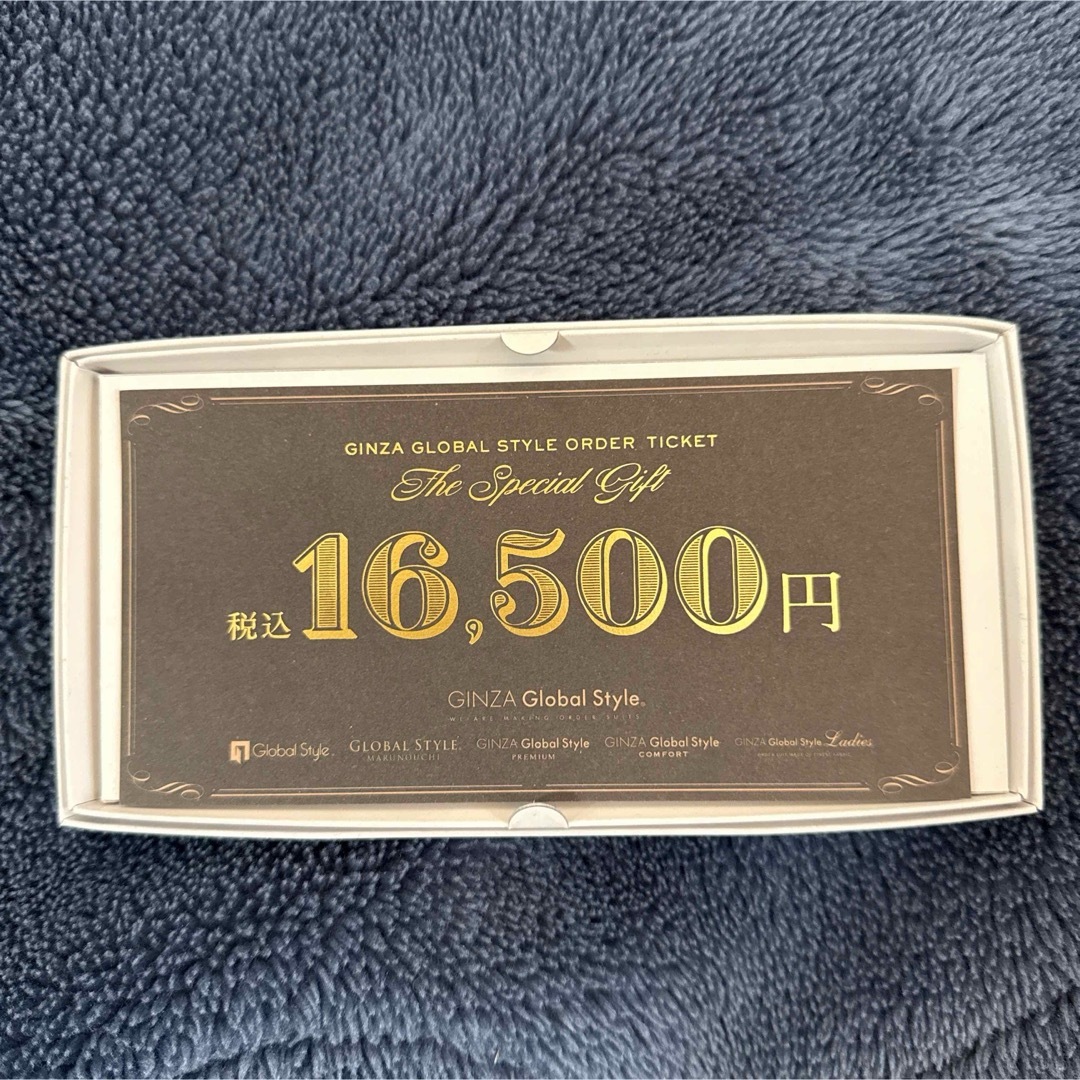 GINZA GLOBAL STYLE ORDER TICKET
The Special Gift
税込16,500円
GINZA Global Style®
WE ARE MAKING ORDER SUITS
Global Style GLOBAL STYLE MARUNOUCHI GINZA Global Style PREMIUM GINZA Global Style COMFORT GINZA Global Style Ladies